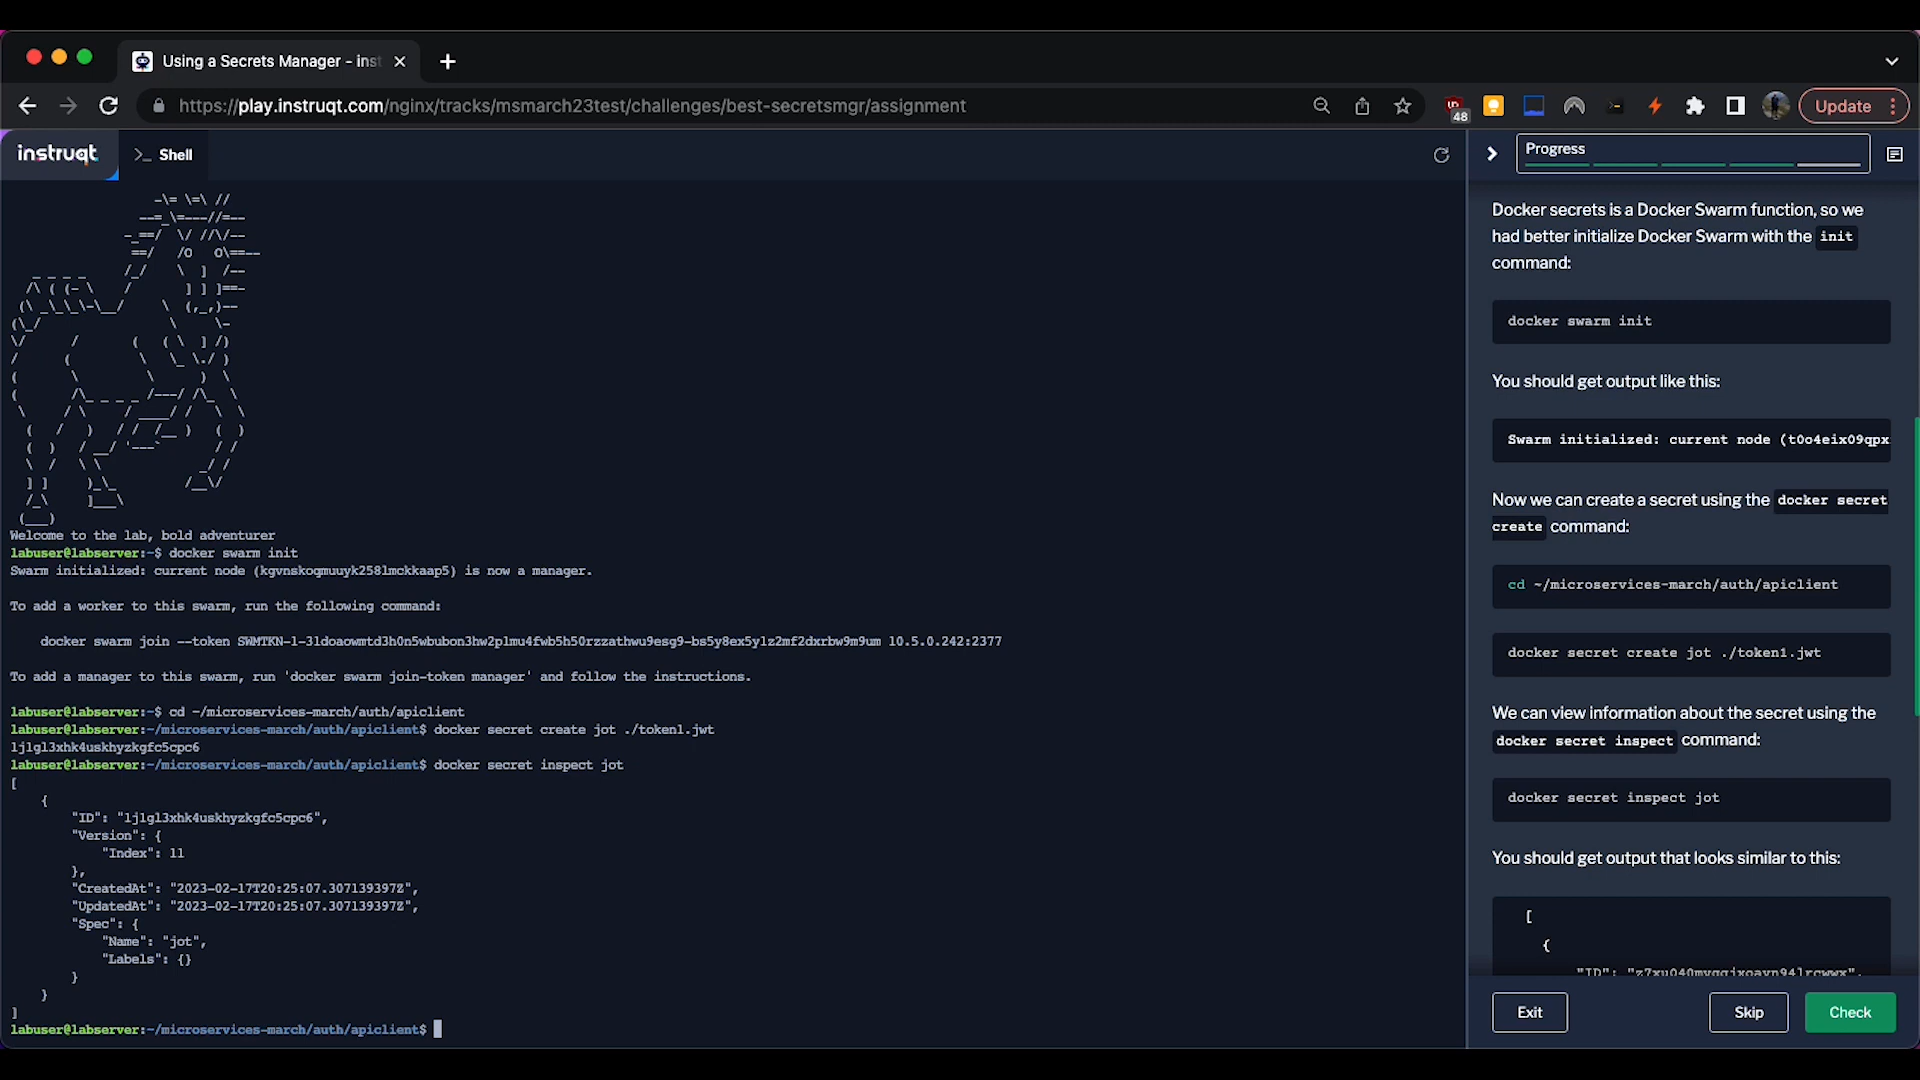 Using a Secrets Manager - inst
https://play.instruqt.com/nginx/tracks/msmarch23test/challenges/best-secretsmgr/assignment
48
Update
instruqt
>_ Shell
Progress
Welcome to the lab, bold adventurer
labuser@labserver:~$ docker swarm init
Swarm initialized: current node (kgvnskoqmuuyk258lmckkaap5) is now a manager.
To add a worker to this swarm, run the following command:
docker swarm join --token SWMTKN-1-31doaowmtd3h0n5wbubon3hw2plmu4fwb5h50rzzathwu9esg9-bs5y8ex5ylz2mf2dxrbw9m9um 10.5.0.242:2377
To add a manager to this swarm, run 'docker swarm join-token manager' and follow the instructions.
labuser@labserver:~$ cd ~/microservices-march/auth/apiclient
labuser@labserver:~/microservices-march/auth/apiclient$ docker secret create jot ./token1.jwt
ljlgl3xhk4uskhyzkgfc5cpc6
labuser@labserver:~/microservices-march/auth/apiclient$ docker secret inspect jot
[
{
"ID": "ljlgl3xhk4uskhyzkgfc5cpc6",
"Version": {
"Index": 11
},
"CreatedAt": "2023-02-17T20:25:07.307139397Z",
"UpdatedAt": "2023-02-17T20:25:07.307139397Z",
"Spec": {
"Name": "jot",
"Labels": {}
}
}
]
labuser@labserver:~/microservices-march/auth/apiclient$
Docker secrets is a Docker Swarm function, so we
had better initialize Docker Swarm with the init
command:
docker swarm init
You should get output like this:
Swarm initialized: current node (t0o4eix09qpx
Now we can create a secret using the docker secret
create command:
cd ~/microservices-march/auth/apiclient
docker secret create jot ./token1.jwt
We can view information about the secret using the
docker secret inspect command:
docker secret inspect jot
You should get output that looks similar to this:
[
{
"ID":
Exit
Skip
Check